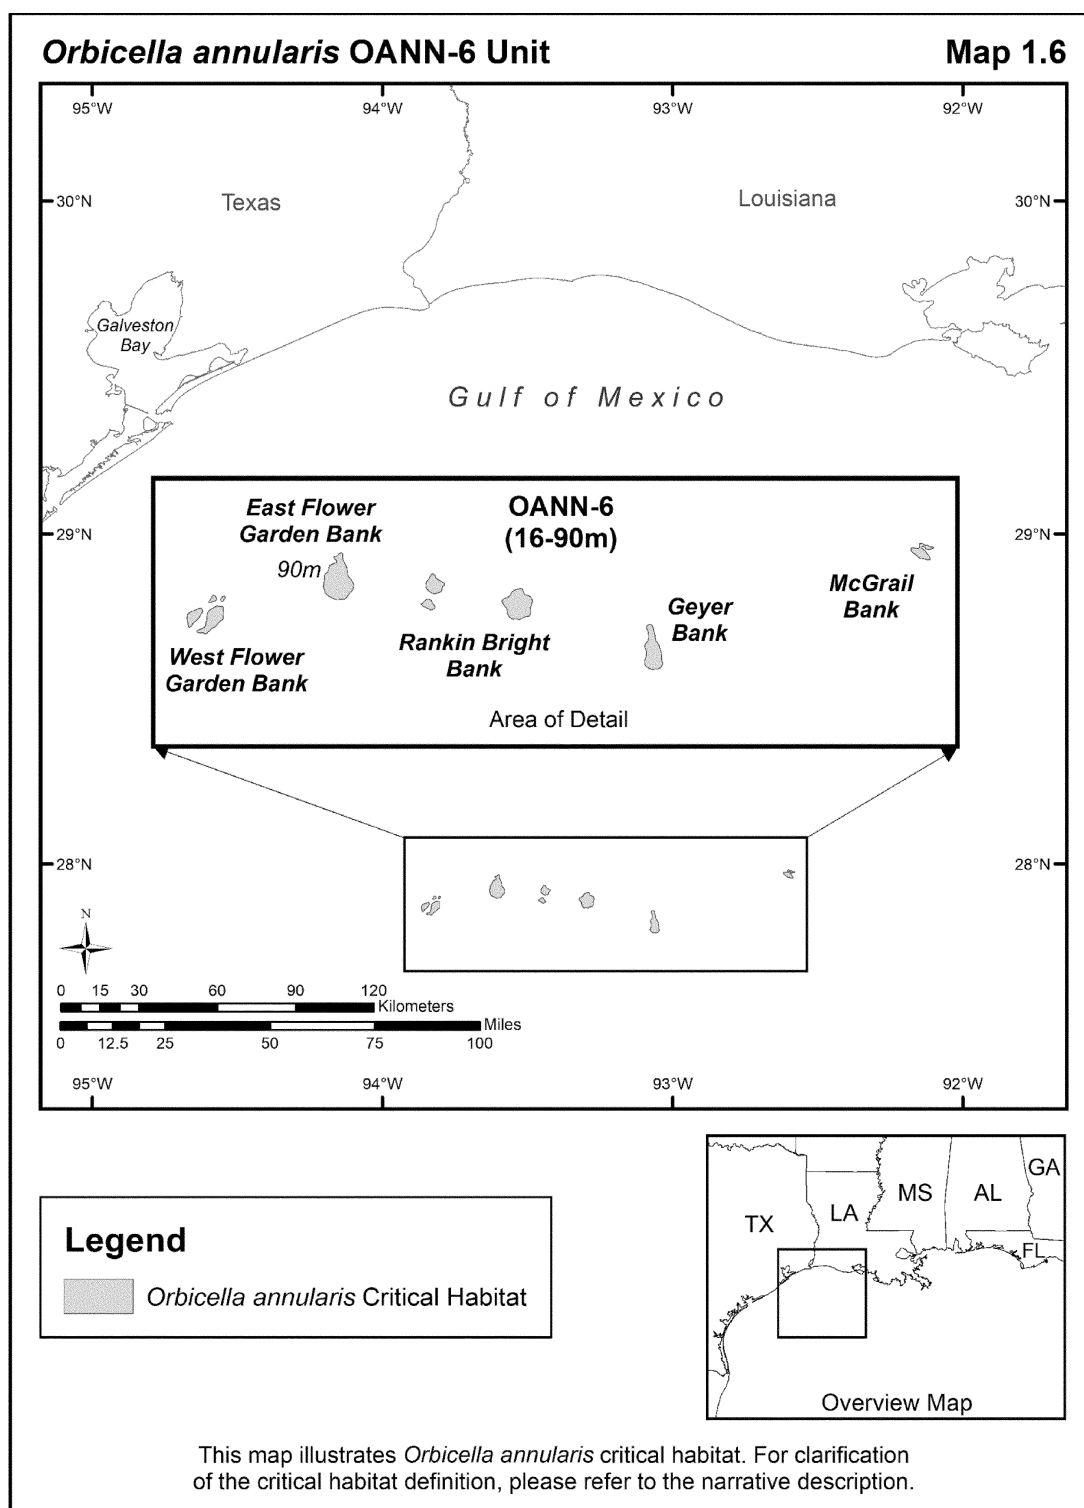 Orbicella annularis OANN-6 Unit
Map 1.6
95°W
94°W
93°W
92°W
30°N
Texas
Louisiana
30°N
Galveston
Bay
Gulf of Mexico
29°N
29°N
East Flower
Garden Bank
90m
OANN-6
(16-90m)
McGrail
Bank
Geyer
Bank
Rankin Bright
Bank
West Flower
Garden Bank
Area of Detail
28°N
28°N
N
0 15 30 60 90 120
Kilometers
Miles
0 12.5 25 50 75 100
95°W
94°W
93°W
92°W
Legend
Orbicella annularis Critical Habitat
TX
LA
MS
AL
GA
FL
Overview Map
This map illustrates Orbicella annularis critical habitat. For clarification
of the critical habitat definition, please refer to the narrative description.